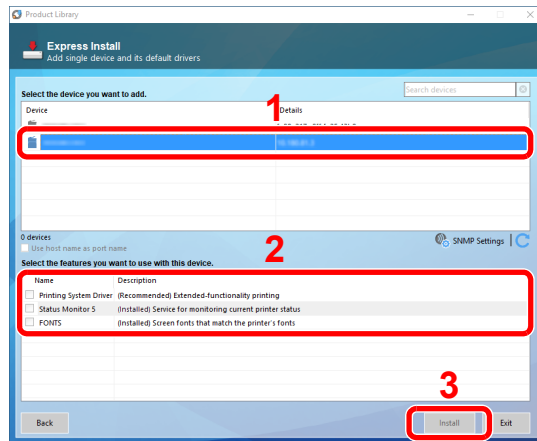 Product Library
Express Install
Add single device and its default drivers
Select the device you want to add.
Search devices
1
Device Details
0 devices
Use host name as port name
SNMP Settings
2
Select the features you want to use with this device.
Name Description
Printing System Driver (Recommended) Extended-functionality printing
Status Monitor 5 (Installed) Service for monitoring current printer status
FONTS (Installed) Screen fonts that match the printer's fonts
3
Back Install Exit